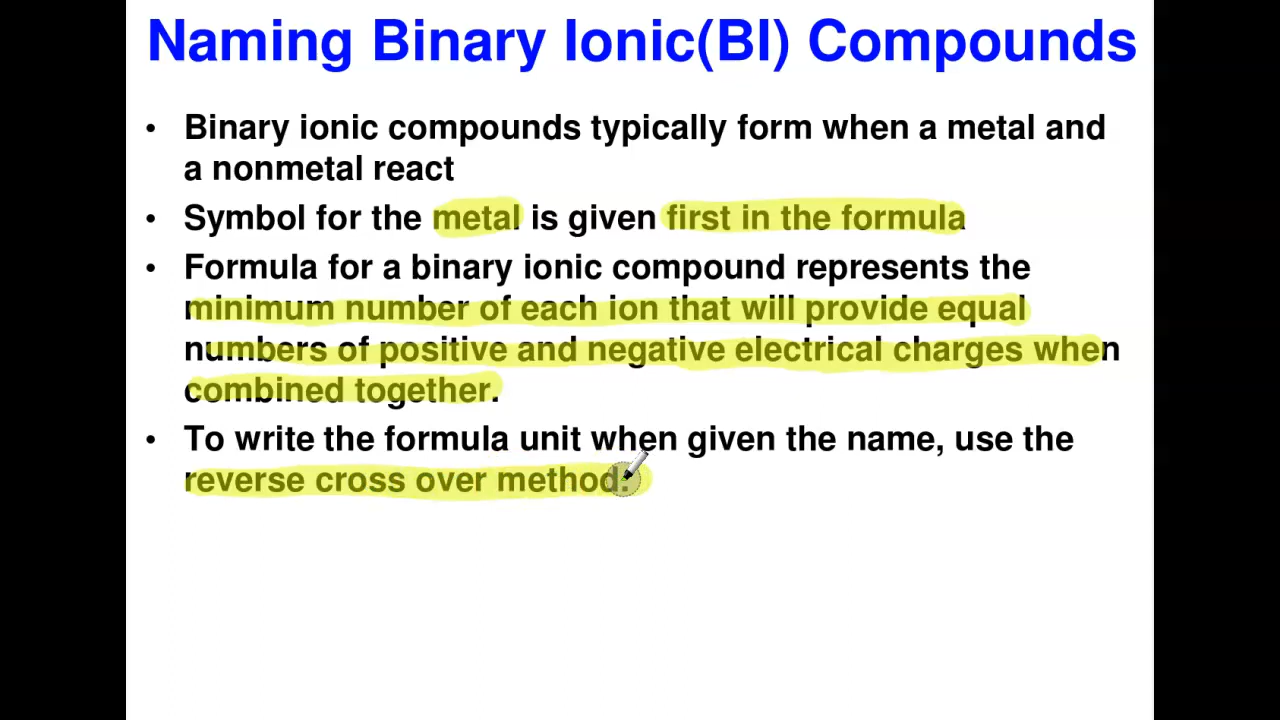 Naming Binary Ionic(BI) Compounds
• Binary ionic compounds typically form when a metal and
a nonmetal react
• Symbol for the metal is given first in the formula
• Formula for a binary ionic compound represents the
minimum number of each ion that will provide equal
numbers of positive and negative electrical charges when
combined together.
• To write the formula unit when given the name, use the
reverse cross over method.